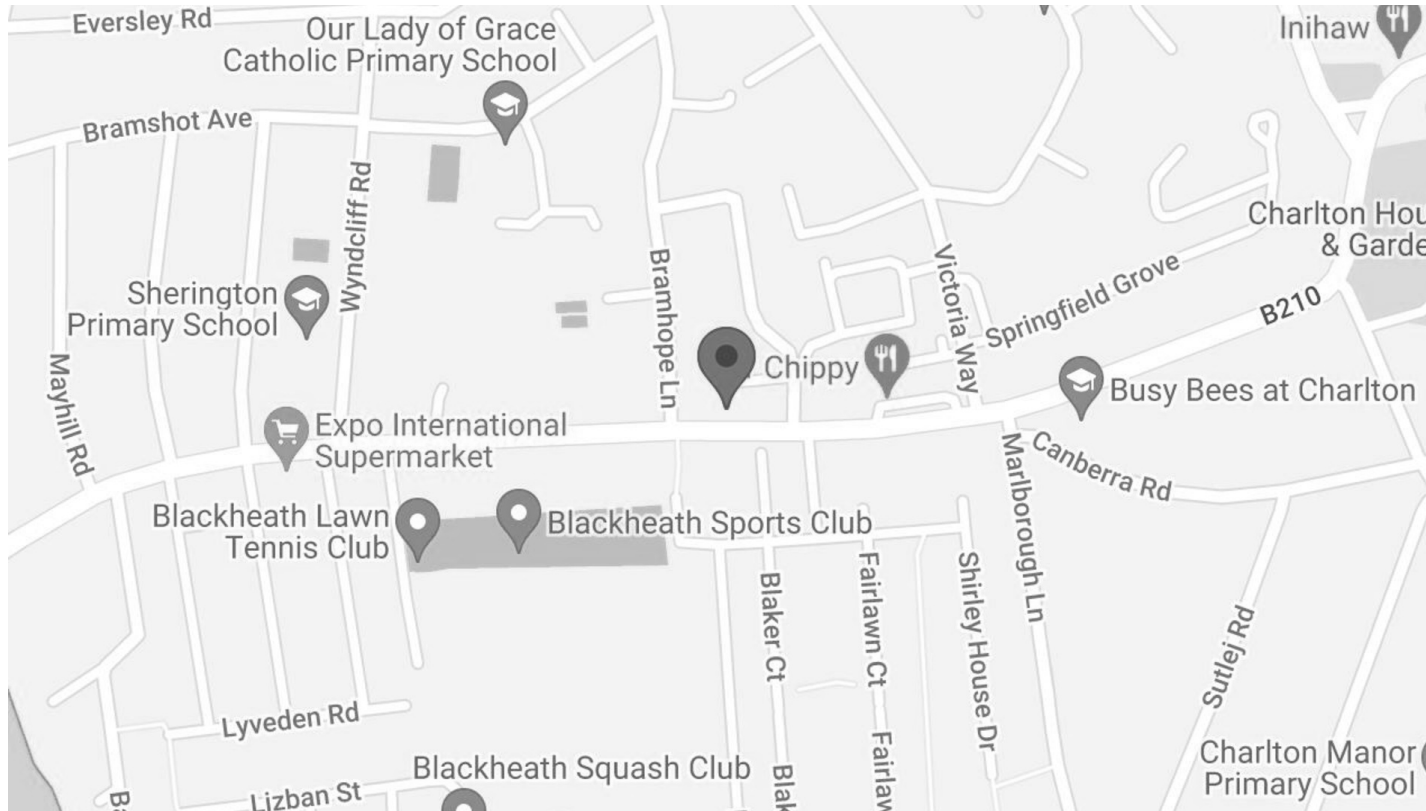 Eversley Rd
Our Lady of Grace
Catholic Primary School
Inihaw
Bramshot Ave
Wyndcliff Rd
Charlton Hou
& Garde
Bramhope Ln
Victoria Way
Springfield Grove
B210
Sherington
Primary School
Mayhill Rd
Chippy
Busy Bees at Charlton
Expo International
Supermarket
Marlborough Ln
Canberra Rd
Blackheath Lawn
Tennis Club
Blackheath Sports Club
Blaker Ct
Fairlawn Ct
Shirley House Dr
Sutlej Rd
Lyveden Rd
Charlton Manor
Primary School
Blackheath Squash Club
Lizban St
Ba
Blak
Fairlaw